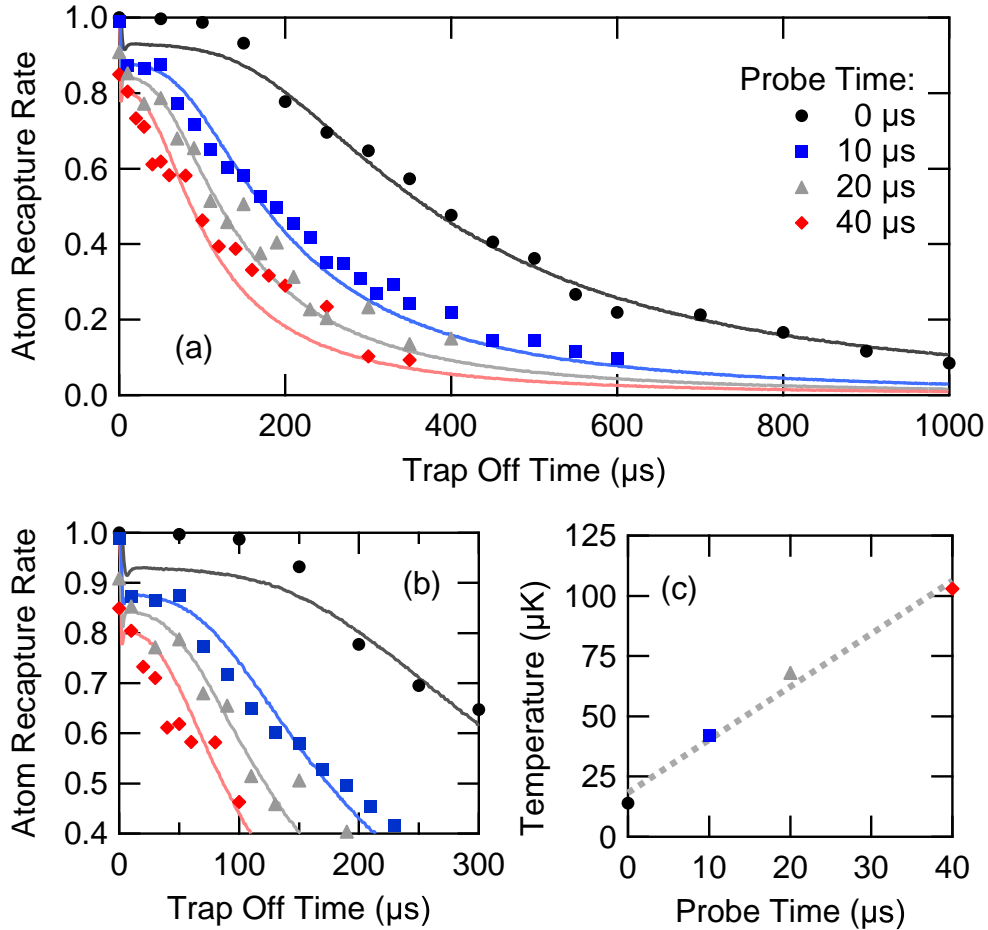 1.0
0.8
0.6
0.4
0.2
0.0
Atom Recapture Rate
Probe Time:
0 µs
10 µs
20 µs
40 µs
(a)
0 200 400 600 800 1000
Trap Off Time (µs)
1.0
0.9
0.8
0.7
0.6
0.5
0.4
Atom Recapture Rate
(b)
0 100 200 300
Trap Off Time (µs)
125
100
75
50
25
0
Temperature (µK)
(c)
0 10 20 30 40
Probe Time (µs)